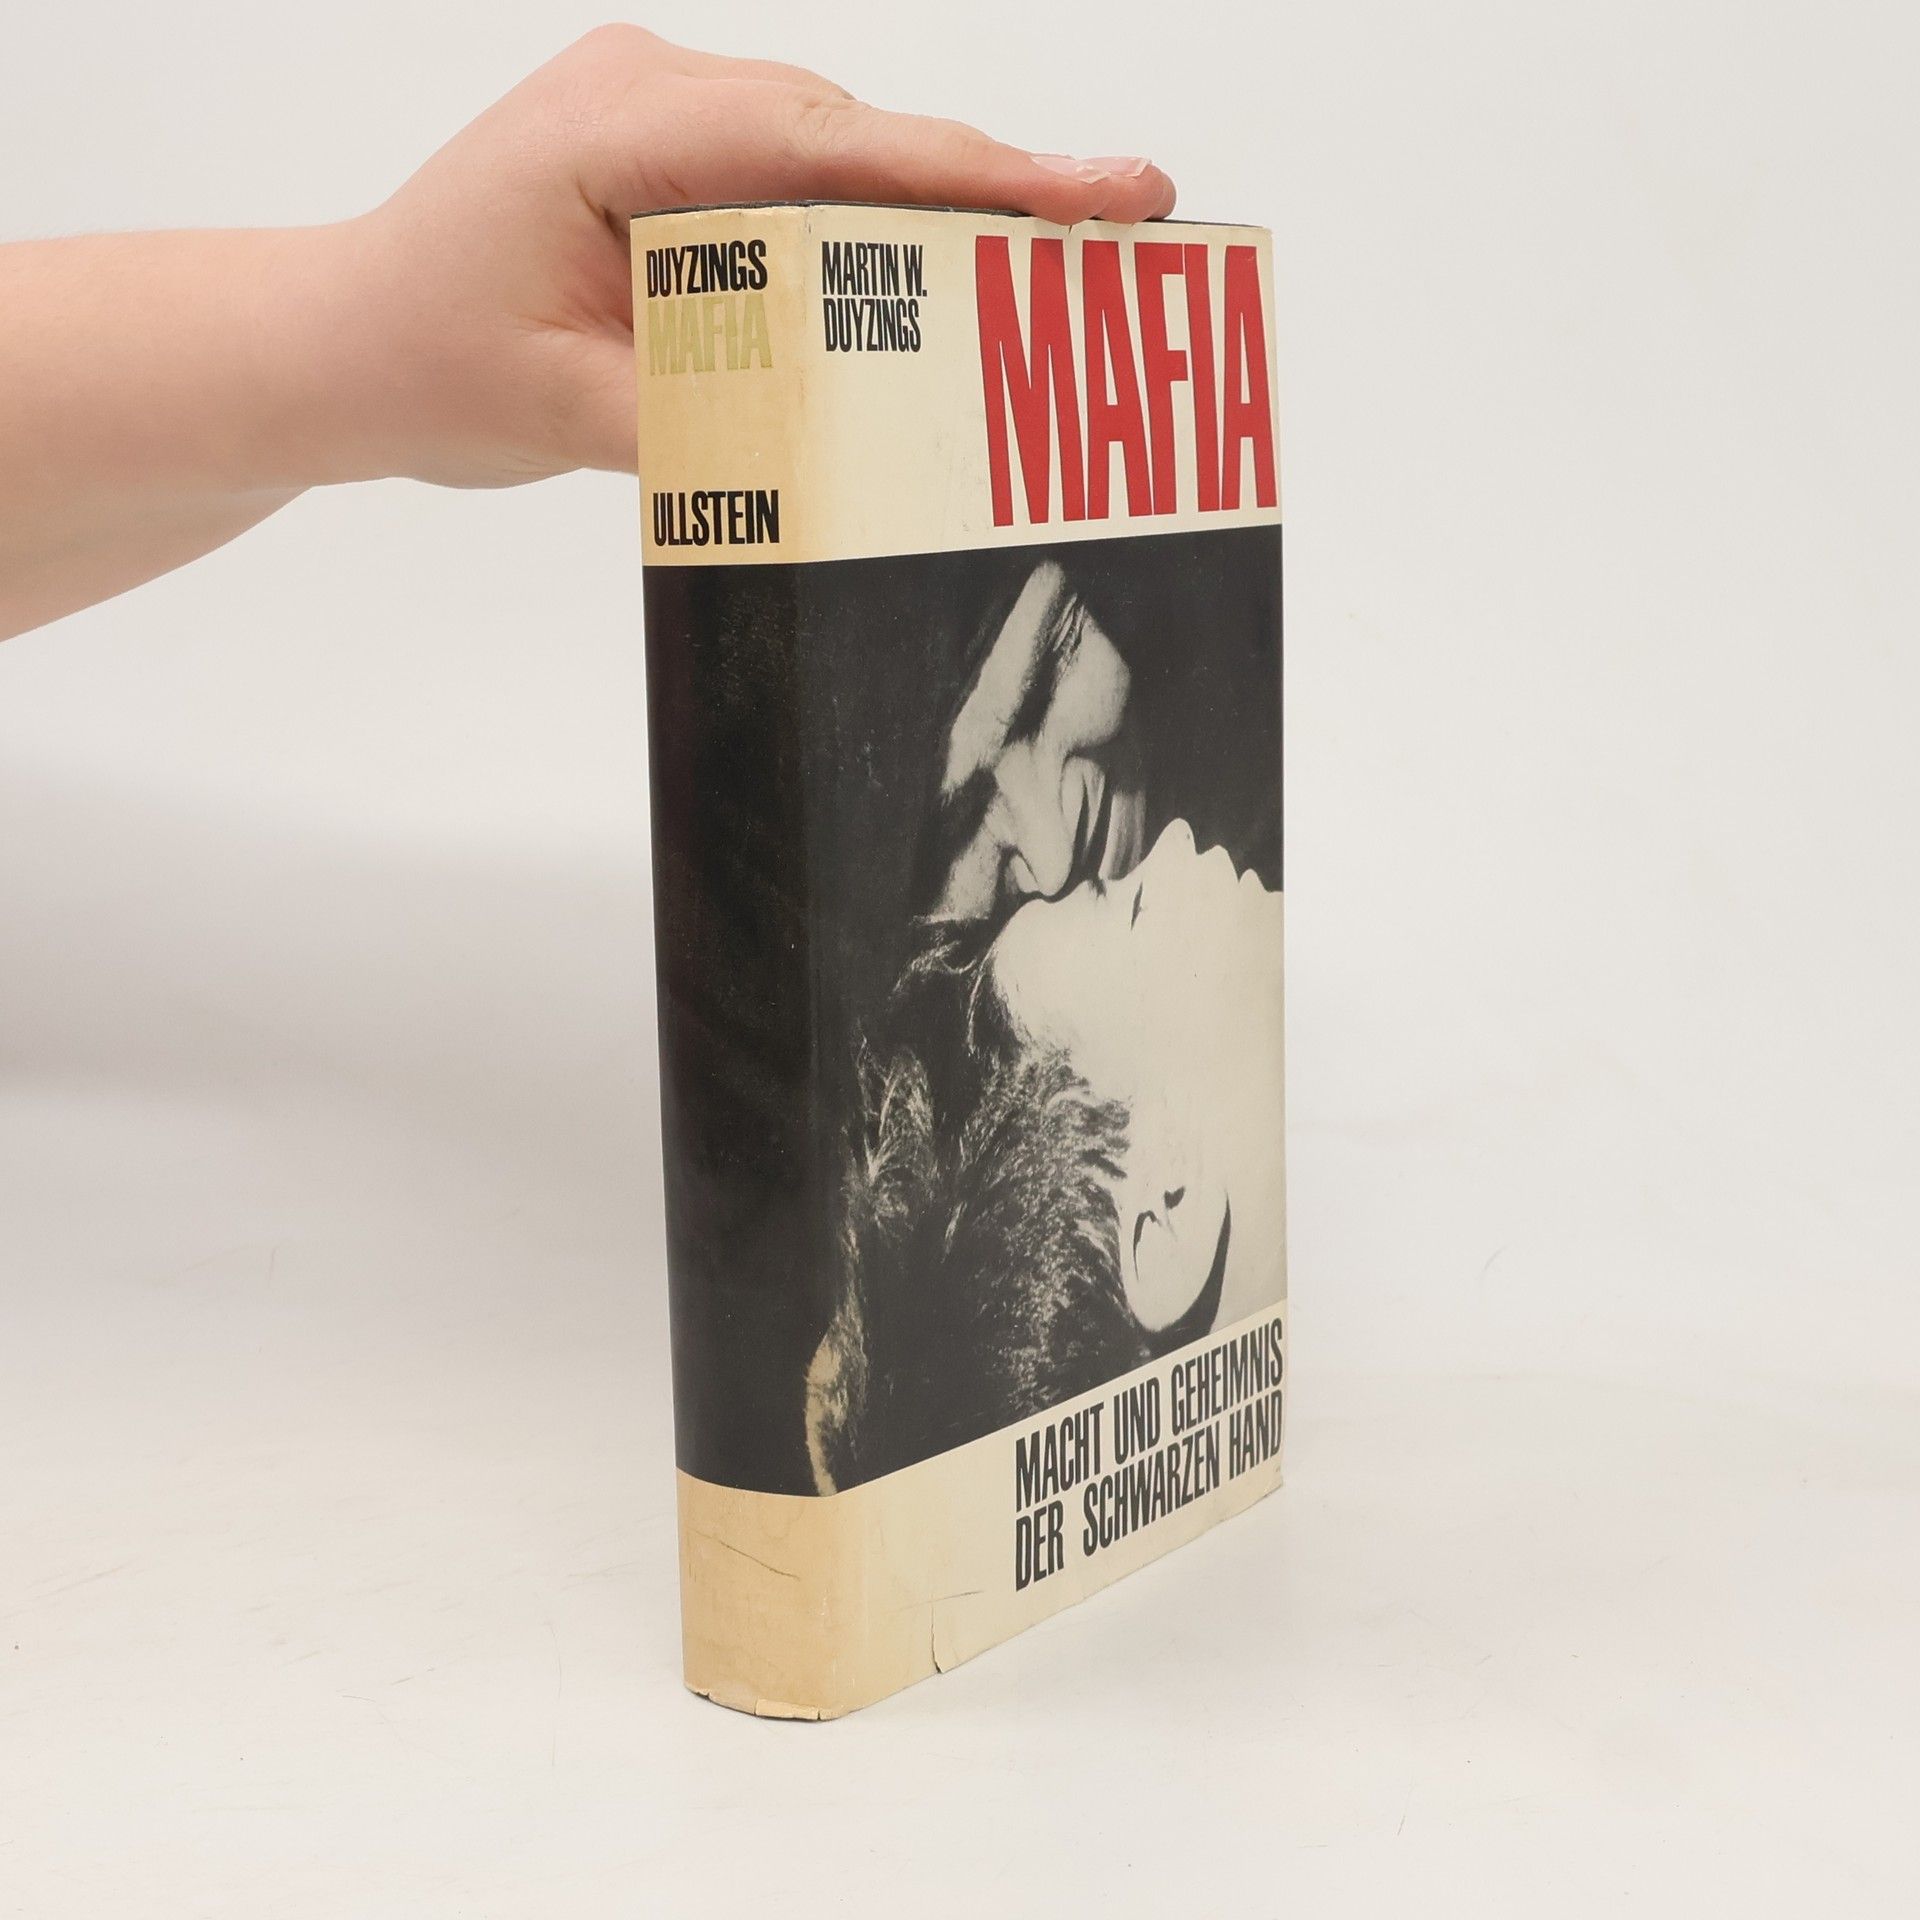 DUYZINGS
MAFIA
ULLSTEIN
MARTIN W.
DUYZINGS
MAFIA
MACHT UND GEHEIMNIS
DER SCHWARZEN HAND